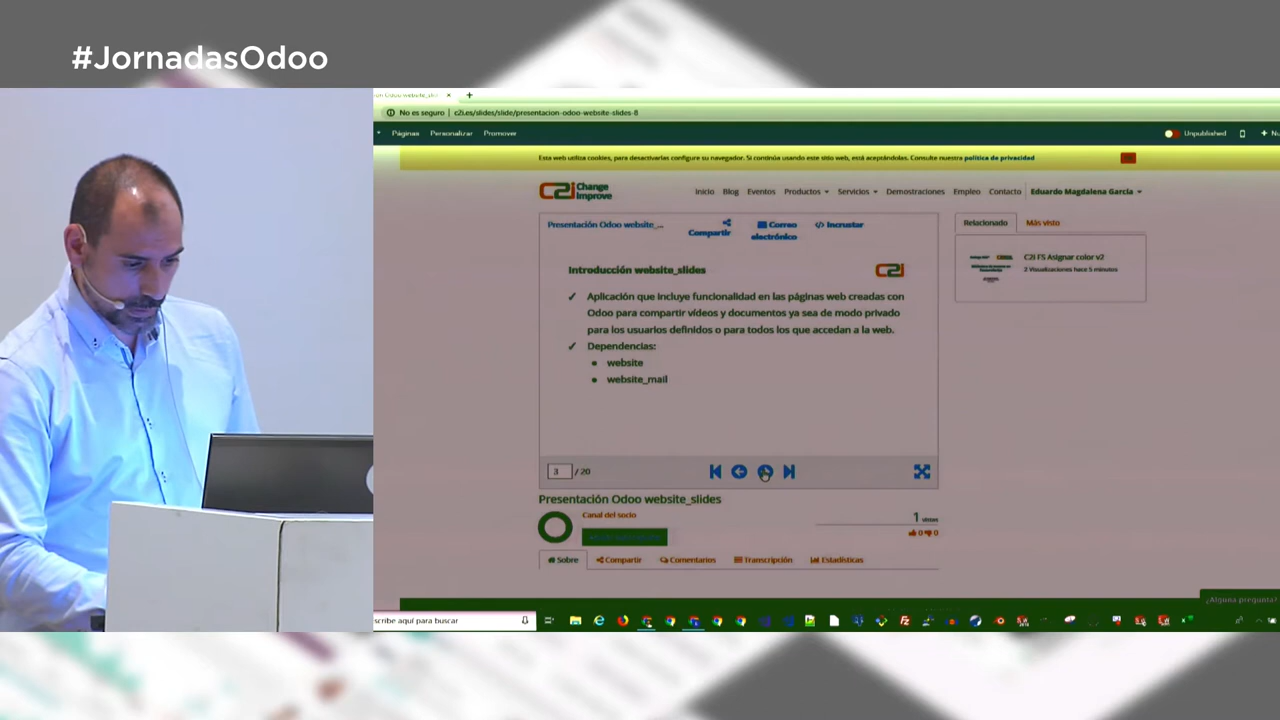 #JornadasOdoo
No es seguro | c2i.es/slides/slide/presentacion-odoo-website-slides-8
Páginas Personalizar Promover Unpublished
Esta web utiliza cookies, para desactivarlas configure su navegador. Si continúa usando este sitio web, está aceptándolas. Consulte nuestra política de privacidad
C2i Change Improve
Inicio Blog Eventos Productos Servicios Demostraciones Empleo Contacto Eduardo Magdalena García
Presentación Odoo website_...
Compartir
Correo electrónico
</> Incrustar
Relacionado Más visto
C2i FS Asignar color v2
2 Visualizaciones hace 5 minutos
Introducción website_slides
C2i
✓ Aplicación que incluye funcionalidad en las páginas web creadas con
Odoo para compartir vídeos y documentos ya sea de modo privado
para los usuarios definidos o para todos los que accedan a la web.
✓ Dependencias:
● website
● website_mail
3 / 20
Presentación Odoo website_slides
Canal del socio
1 vistas
0 0
Sobre Compartir Comentarios Transcripción Estadísticas
¿Alguna pregunta?
scribe aquí para buscar